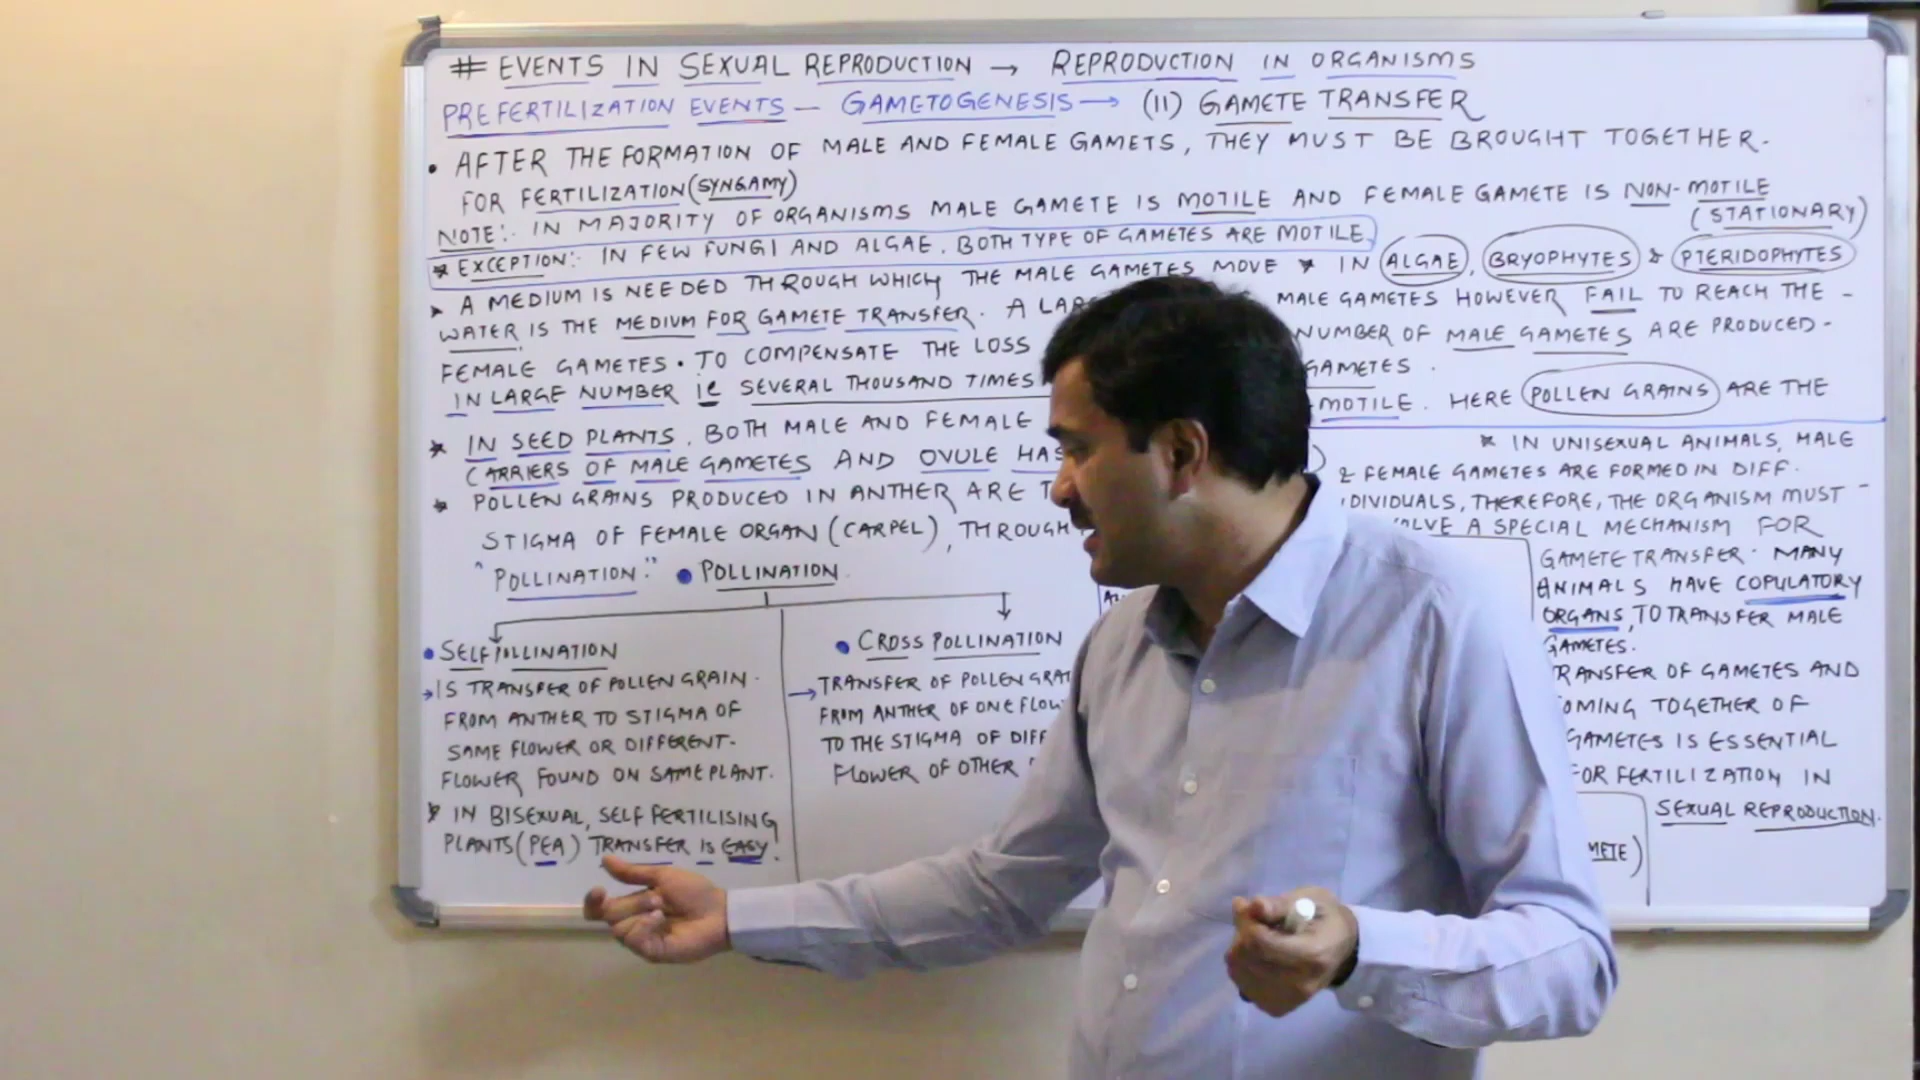 # EVENTS IN SEXUAL REPRODUCTION → REPRODUCTION IN ORGANISMS
PREFERTILIZATION EVENTS — GAMETOGENESIS → (II) GAMETE TRANSFER
• AFTER THE FORMATION OF MALE AND FEMALE GAMETS, THEY MUST BE BROUGHT TOGETHER.
FOR FERTILIZATION (SYNGAMY)
NOTE:- IN MAJORITY OF ORGANISMS MALE GAMETE IS MOTILE AND FEMALE GAMETE IS NON-MOTILE
(STATIONARY)
* EXCEPTION:- IN FEW FUNGI AND ALGAE, BOTH TYPE OF GAMETES ARE MOTILE
➤ A MEDIUM IS NEEDED THROUGH WHICH THE MALE GAMETES MOVE * IN ALGAE, BRYOPHYTES & PTERIDOPHYTES
WATER IS THE MEDIUM FOR GAMETE TRANSFER. A MALE GAMETES HOWEVER FAIL TO REACH THE -
FEMALE GAMETES. TO COMPENSATE THE LOSS NUMBER OF MALE GAMETES ARE PRODUCED-
IN LARGE NUMBER ie SEVERAL THOUSAND TIMES GAMETES.
* IN SEED PLANTS, BOTH MALE AND FEMALE MOTILE. HERE POLLEN GRAINS ARE THE
CARRIERS OF MALE GAMETES AND OVULE HAS
* POLLEN GRAINS PRODUCED IN ANTHER ARE
STIGMA OF FEMALE ORGAN (CARPEL), THROUGH
"POLLINATION:" • POLLINATION
• SELF POLLINATION
→ IS TRANSFER OF POLLEN GRAIN-
FROM ANTHER TO STIGMA OF
SAME FLOWER OR DIFFERENT-
FLOWER FOUND ON SAME PLANT.
* IN BISEXUAL, SELF FERTILISING
PLANTS (PEA) TRANSFER IS EASY.
• CROSS POLLINATION
→ TRANSFER OF POLLEN
FROM ANTHER OF ONE
TO THE STIGMA OF
FLOWER OF OTHER
* IN UNISEXUAL ANIMALS, MALE
& FEMALE GAMETES ARE FORMED IN DIFF.
DIVIDUALS, THEREFORE, THE ORGANISM MUST -
A SPECIAL MECHANISM FOR
GAMETE TRANSFER. MANY
ANIMALS HAVE COPULATORY
ORGANS, TO TRANSFER MALE
GAMETES.
RANSFER OF GAMETES AND
OMING TOGETHER OF
GAMETES IS ESSENTIAL
FOR FERTILIZATION IN
SEXUAL REPRODUCTION.
METE)